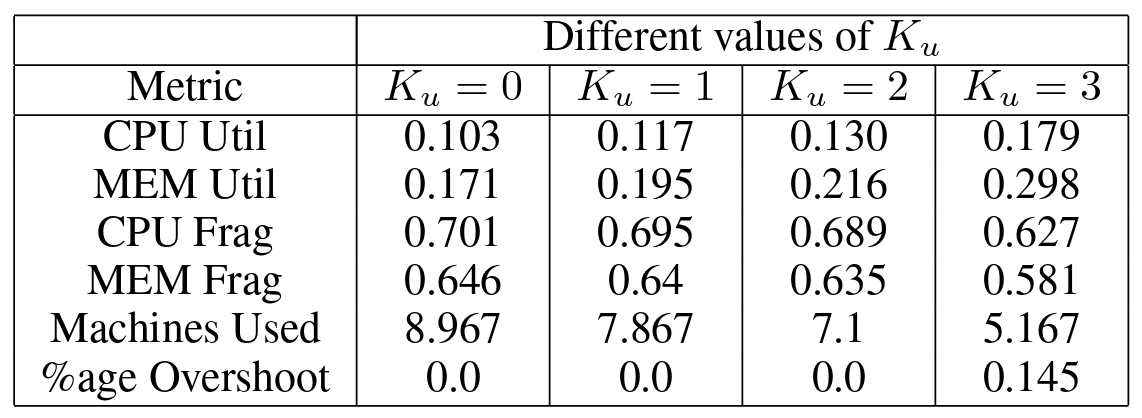 Different values of K_u
Metric K_u = 0 K_u = 1 K_u = 2 K_u = 3
CPU Util 0.103 0.117 0.130 0.179
MEM Util 0.171 0.195 0.216 0.298
CPU Frag 0.701 0.695 0.689 0.627
MEM Frag 0.646 0.64 0.635 0.581
Machines Used 8.967 7.867 7.1 5.167
%age Overshoot 0.0 0.0 0.0 0.145